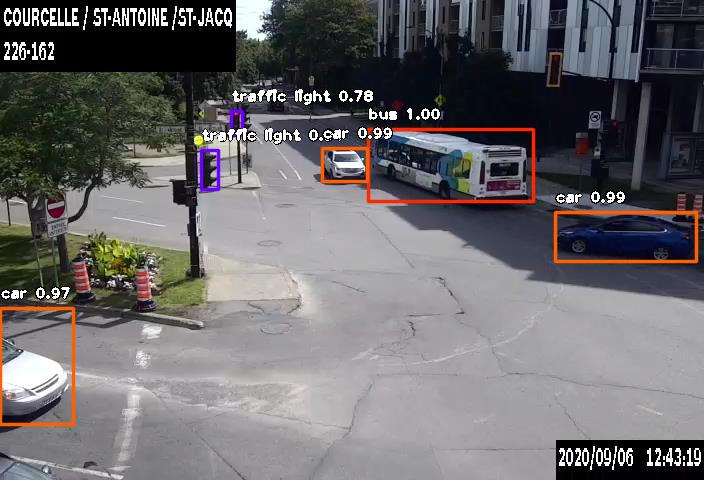 COURCELLE / ST-ANTOINE /ST-JACQ
226-162
traffic light 0.78
bus 1.00
traffic light 0.
car 0.99
car 0.99
car 0.97
2020/09/06 12:43:19